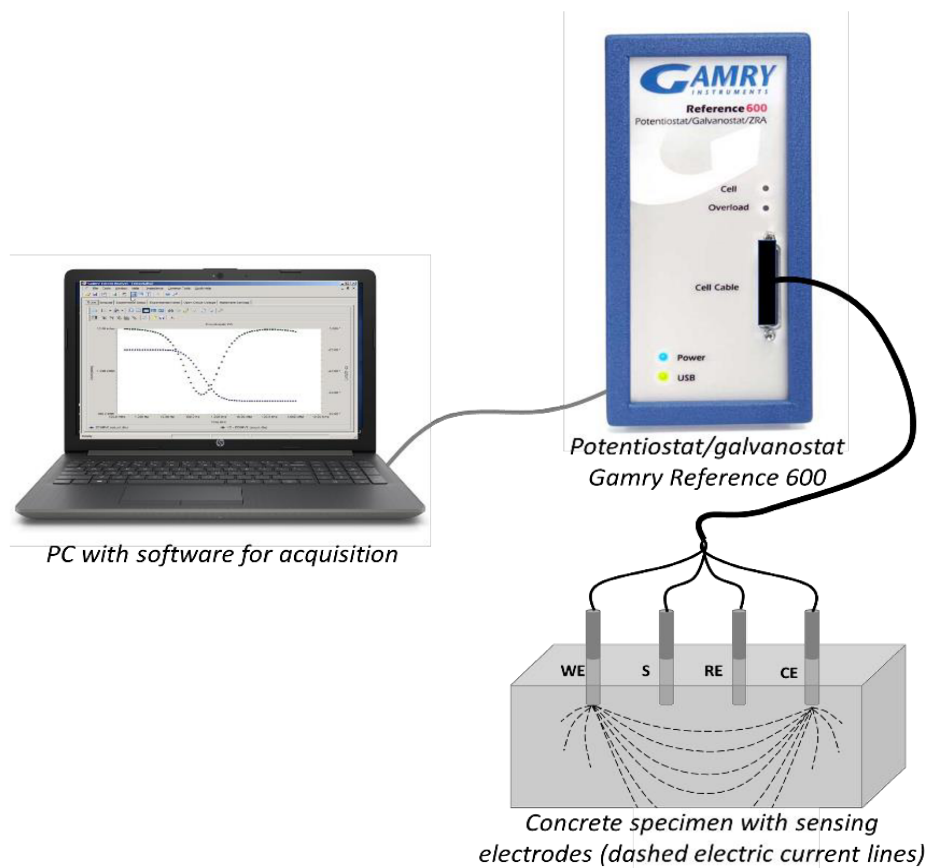 GAMRY
INSTRUMENTS
Reference600
Potentiostat/Galvanostat/ZRA
Cell
Overload
Cell Cable
Power
USB
Potentiostat/galvanostat
Gamry Reference 600
hp
PC with software for acquisition
WE S RE CE
Concrete specimen with sensing
electrodes (dashed electric current lines)